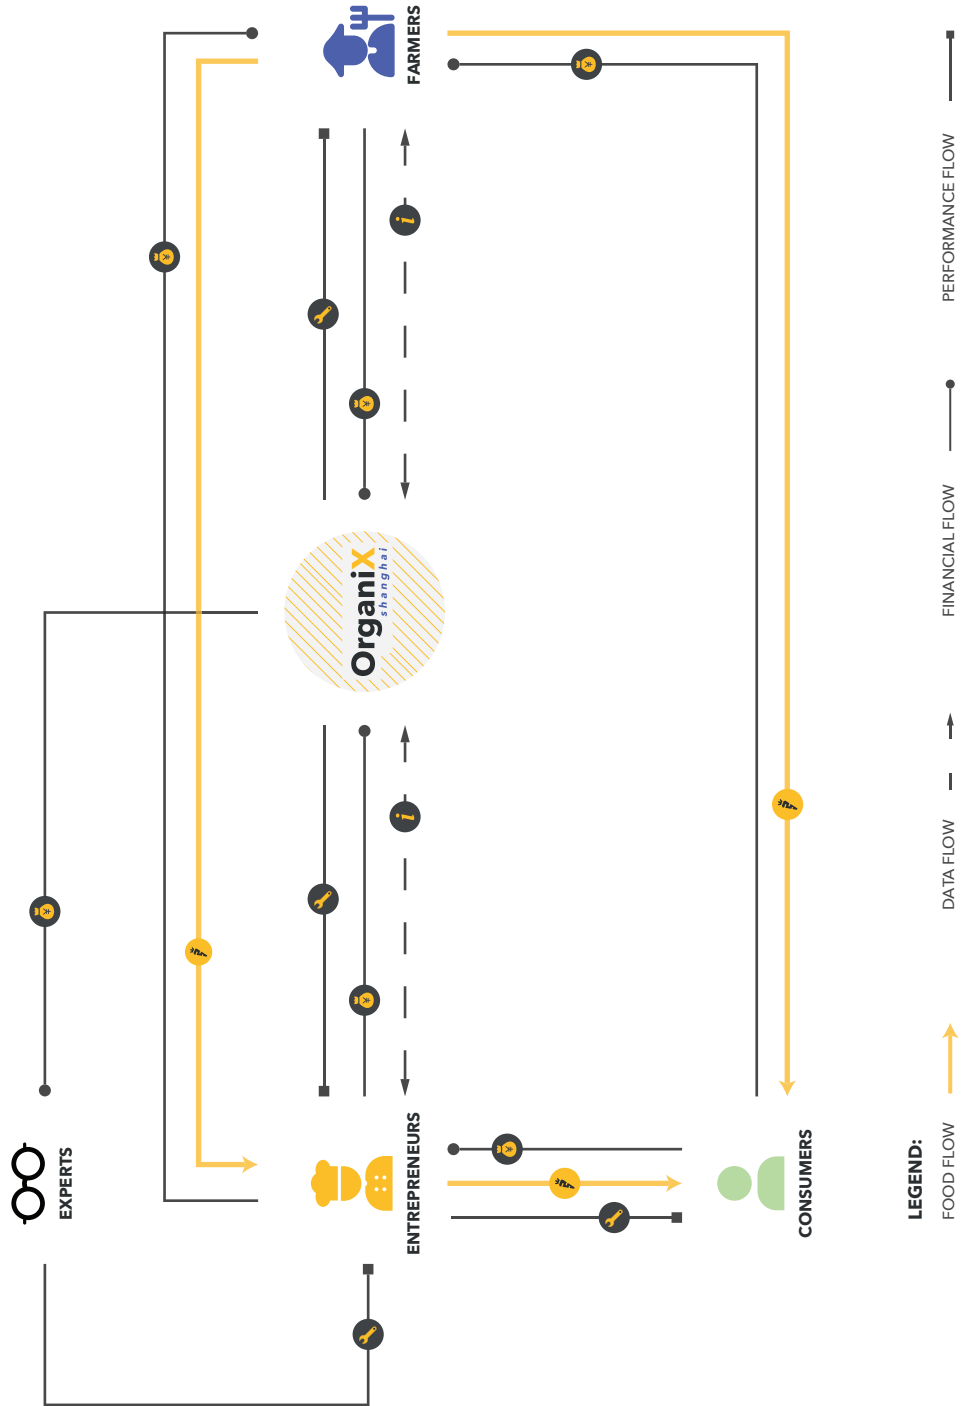 EXPERTS
ENTREPRENEURS
Organix
shanghai
FARMERS
CONSUMERS
LEGEND:
FOOD FLOW
DATA FLOW
FINANCIAL FLOW
PERFORMANCE FLOW